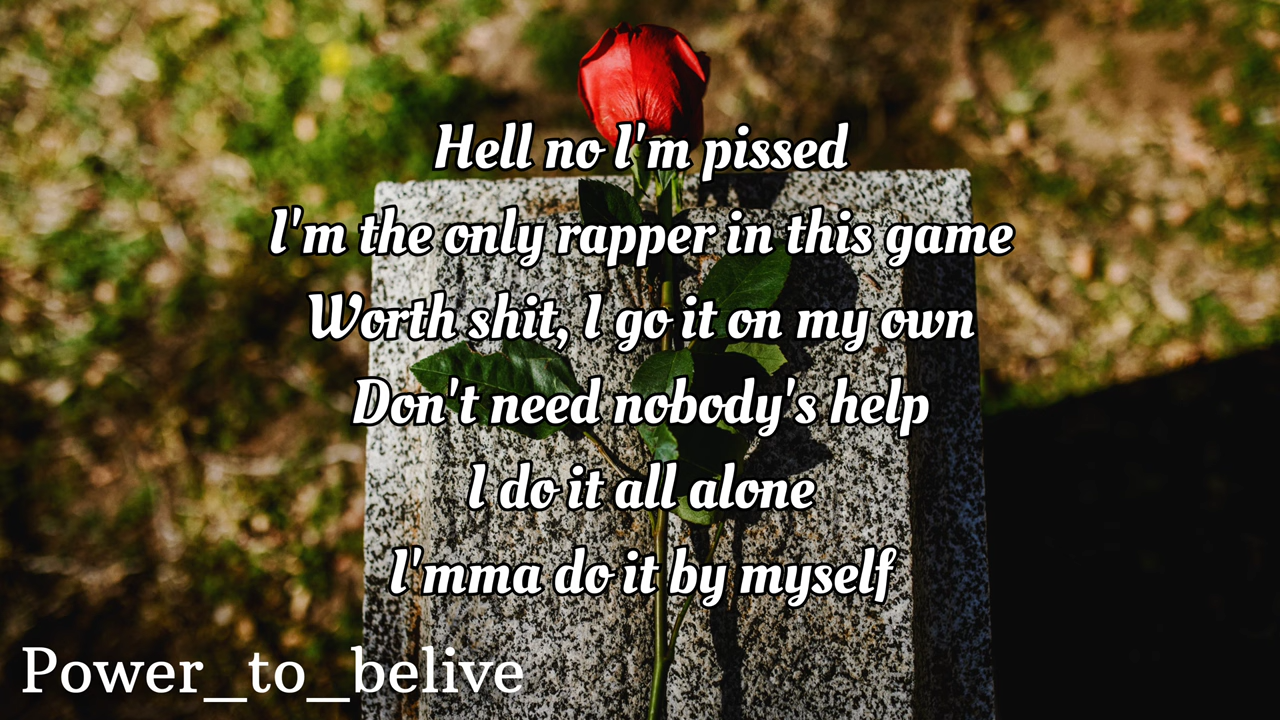 Hell no I'm pissed
I'm the only rapper in this game
Worth shit, I go it on my own
Don't need nobody's help
I do it all alone
I'mma do it by myself
Power_to_belive